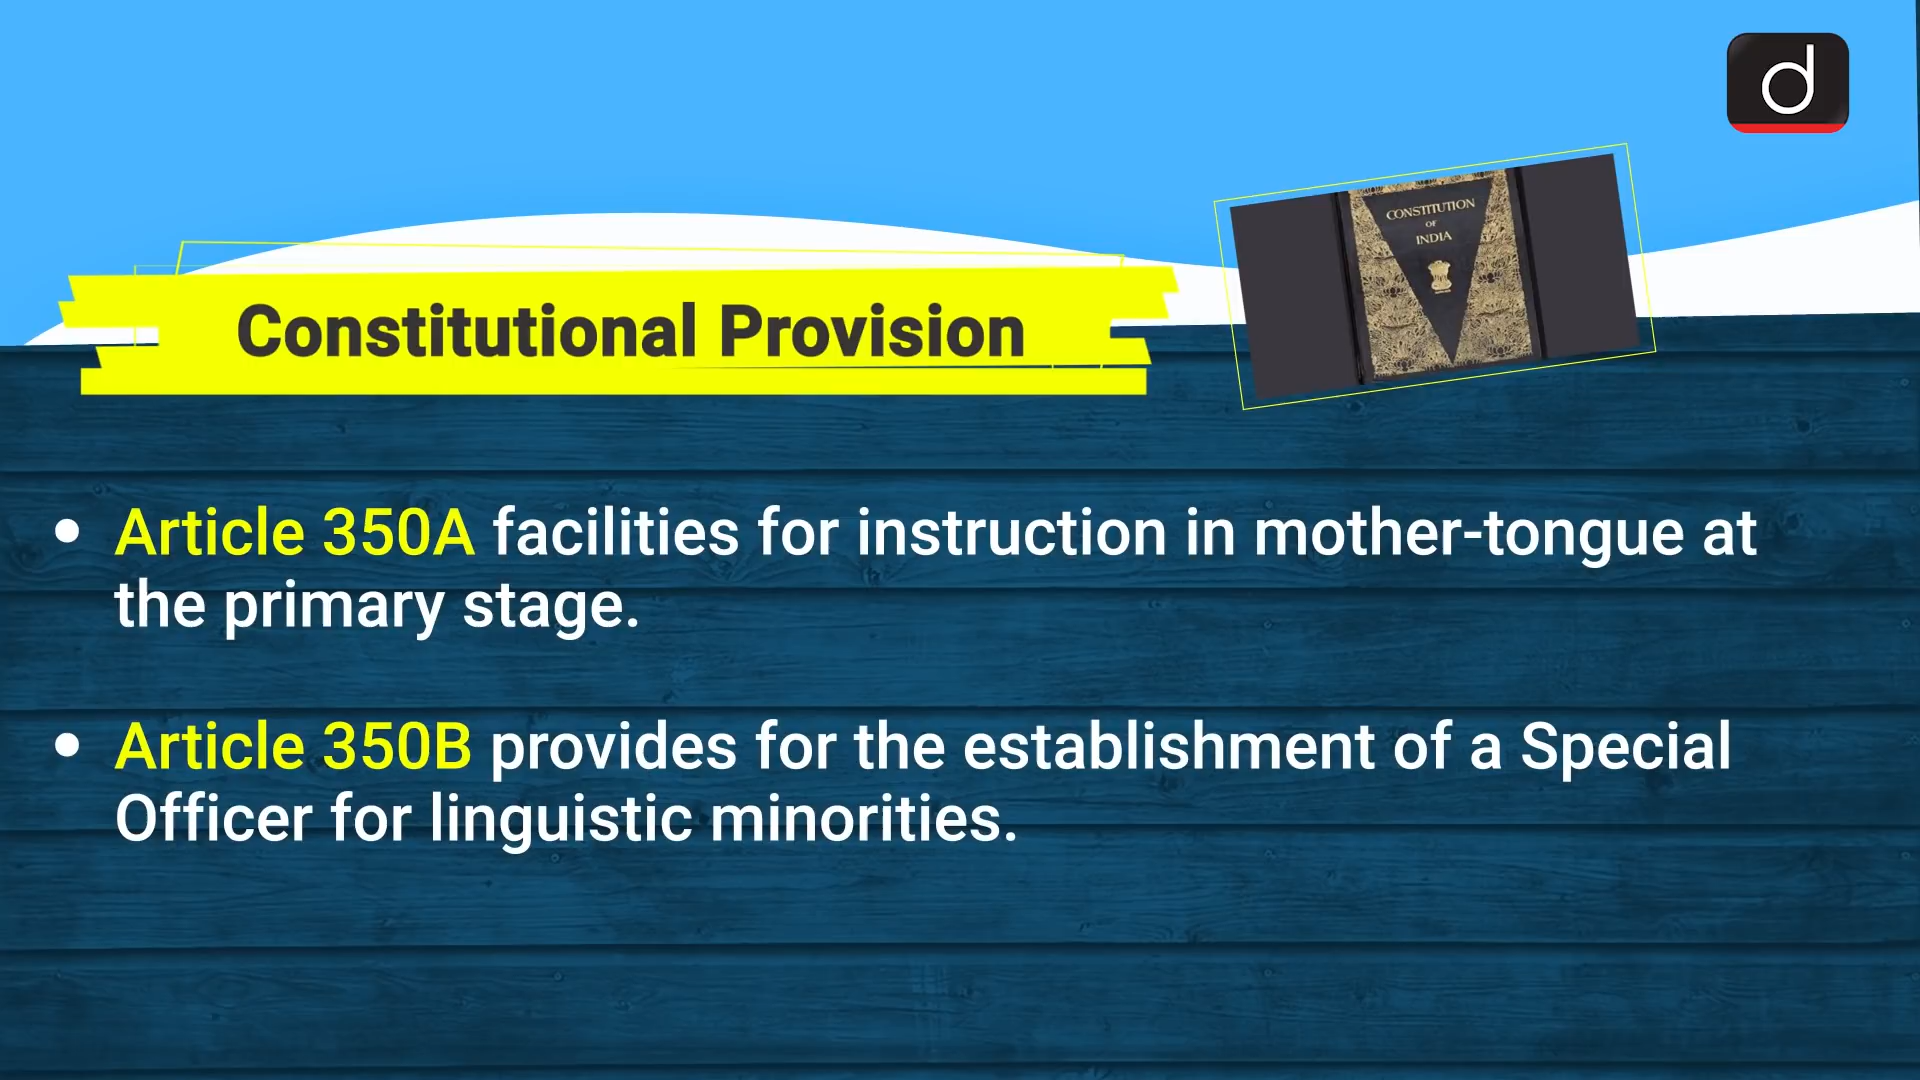 d
CONSTITUTION
OF
INDIA
Constitutional Provision
• Article 350A facilities for instruction in mother-tongue at
the primary stage.
• Article 350B provides for the establishment of a Special
Officer for linguistic minorities.